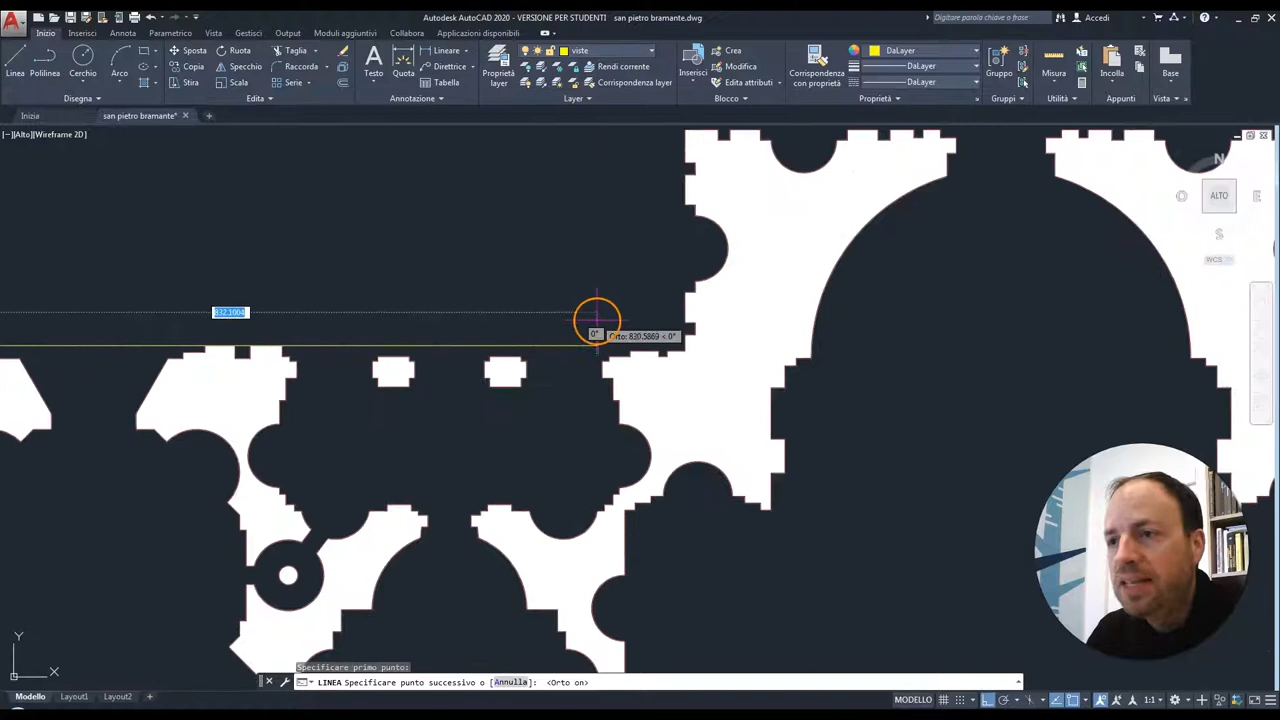 Autodesk AutoCAD 2020 - VERSIONE PER STUDENTI san pietro bramante.dwg
Digitare parola chiave o frase
Accedi
Inizio Inserisci Annota Parametrico Vista Gestisci Output Moduli aggiuntivi Collabora Applicazioni disponibili
Linea Polilinea Cerchio Arco
Sposta Ruota Taglia
Copia Specchio Raccorda
Stira Scala Serie
Testo Quota
Lineare
Direttrice
Tabella
Proprietà layer
viste
Rendi corrente
Corrispondenza layer
Inserisci
Crea
Modifica
Edita attributi
Corrispondenza con proprietà
DaLayer
DaLayer
DaLayer
Gruppo Misura Incolla Base
Disegna Edita Annotazione Layer Blocco Proprietà Gruppi Utilità Appunti Vista
Inizia
san pietro bramante*
[−][Alto][Wireframe 2D]
N
O ALTO E
S
WCS
832.1004
0°
Orto: 820.5869 < 0°
Y
X
Specificare primo punto:
LINEA Specificare punto successivo o [Annulla]: <Orto on>
Modello Layout1 Layout2
MODELLO
1:1